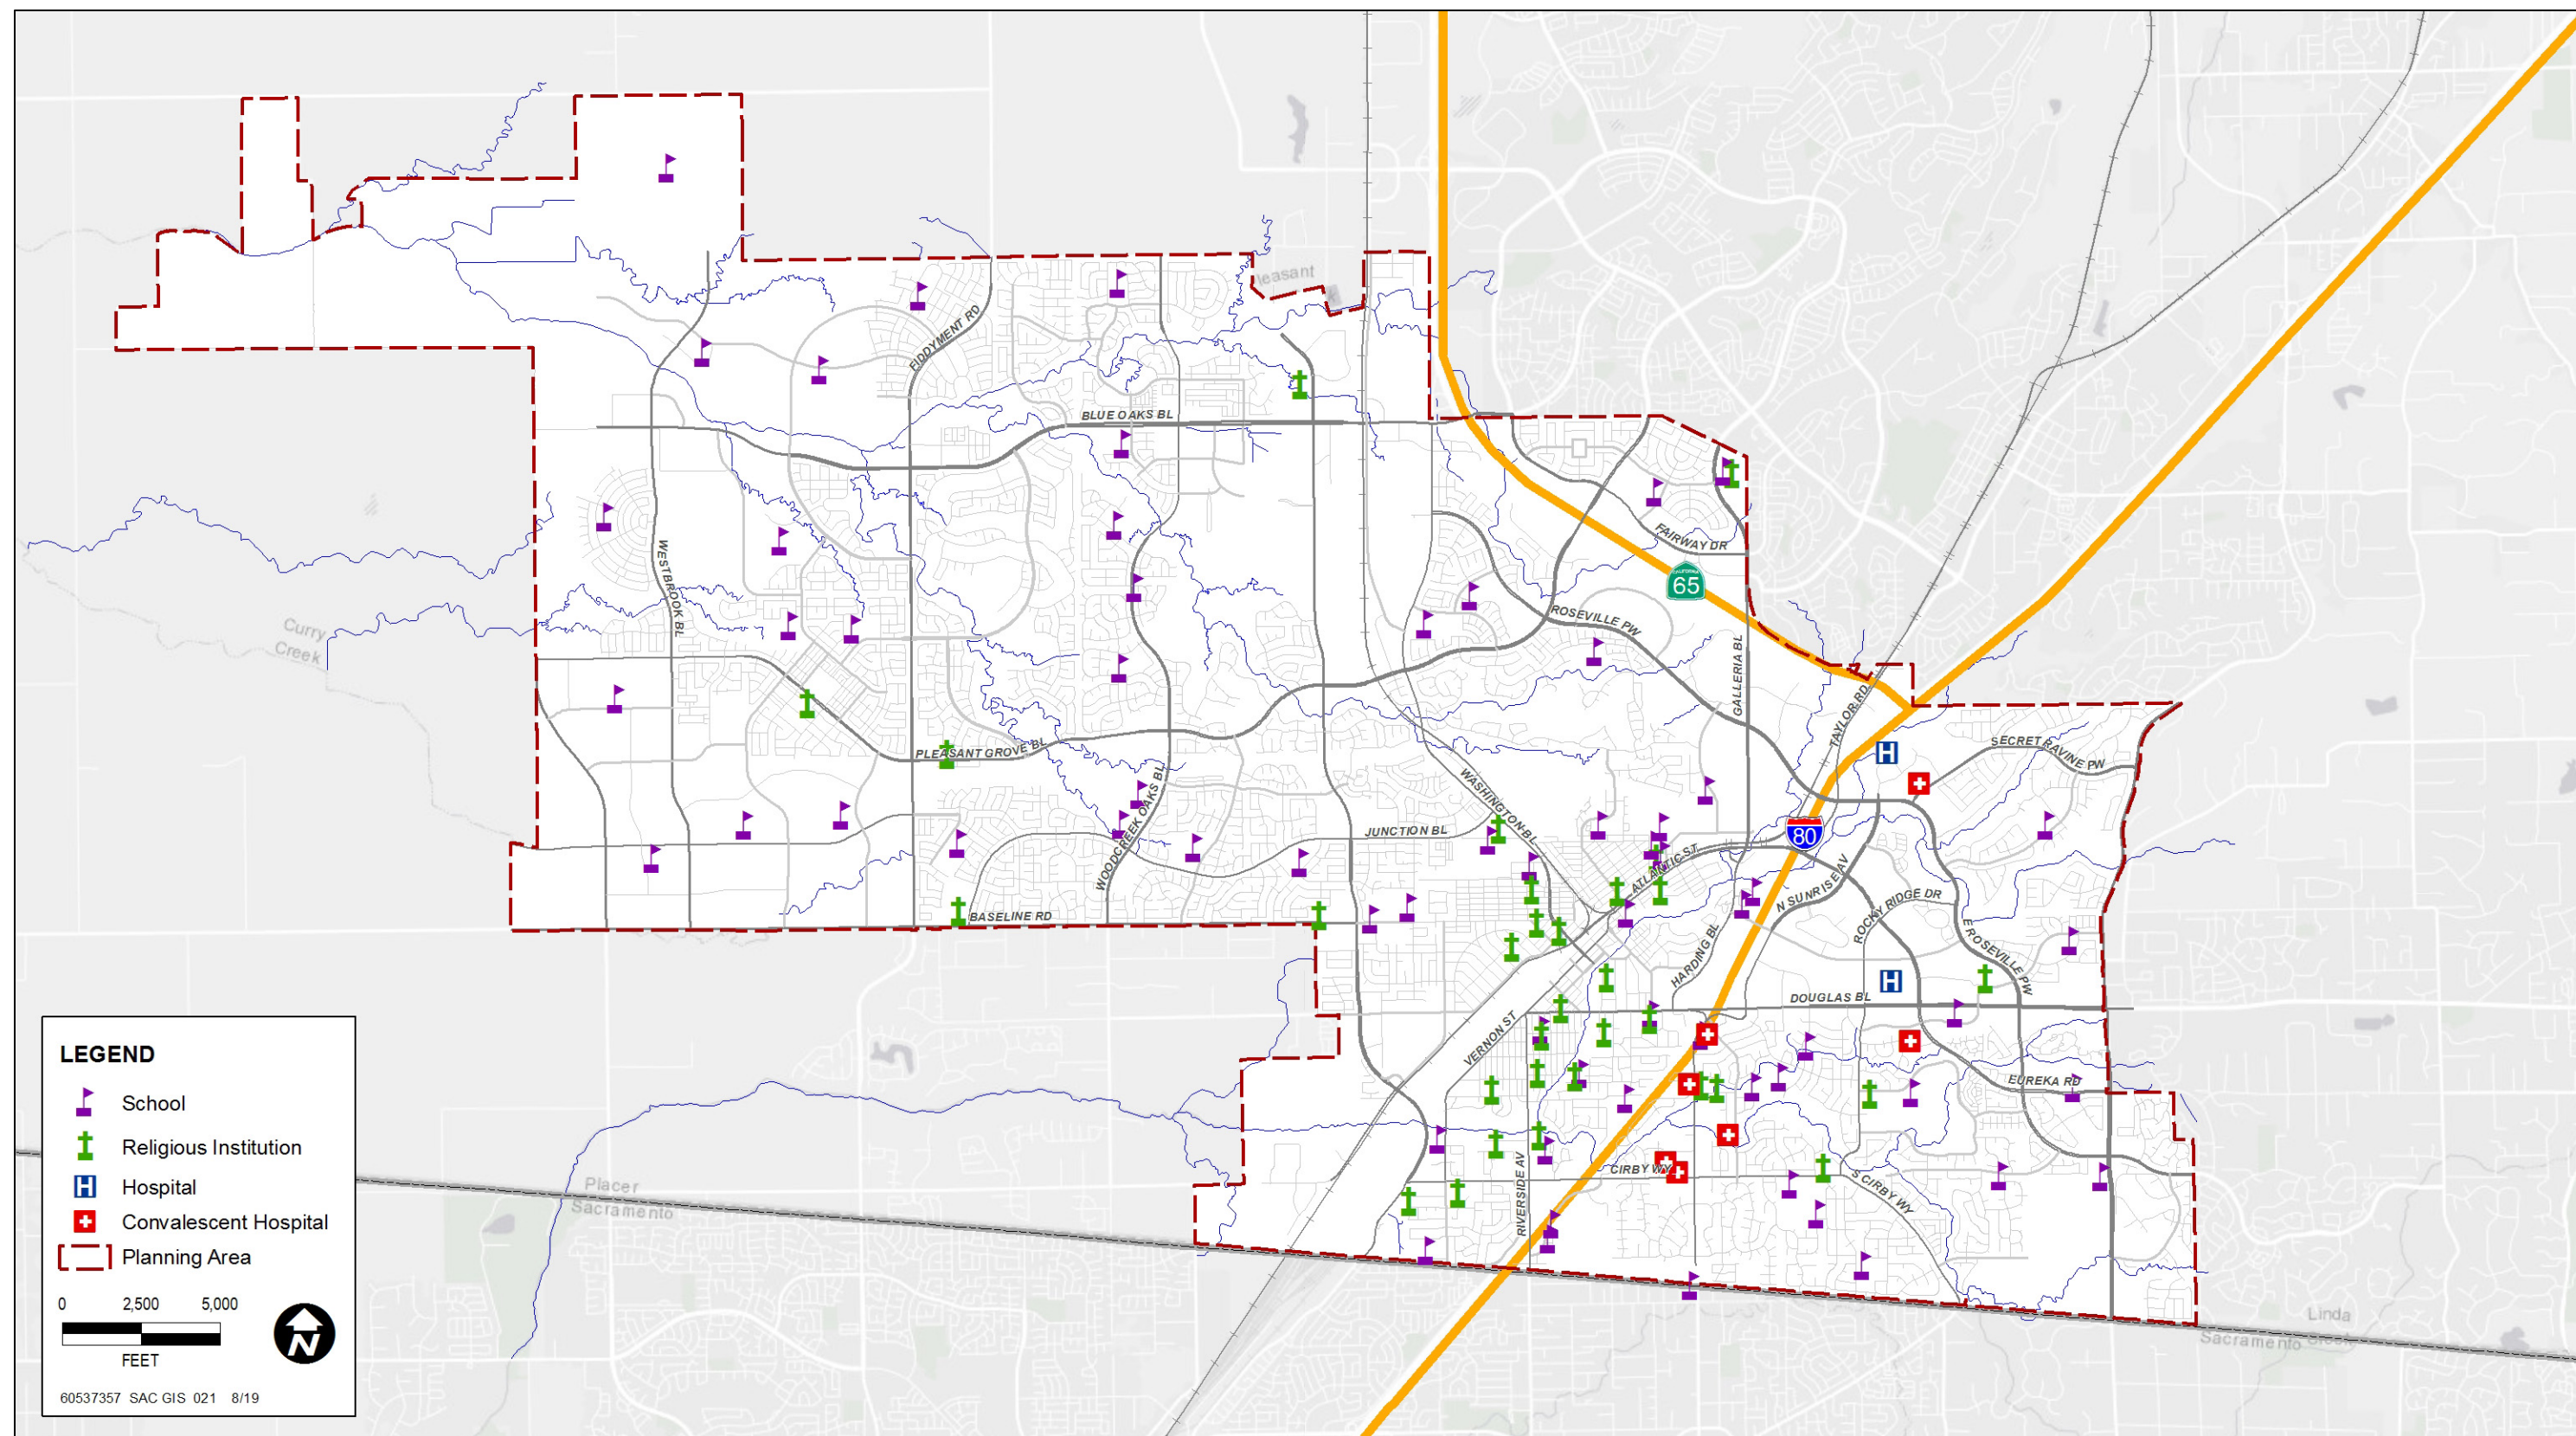 Pleasant
FIDDYMENT RD
BLUE OAKS BL
FAIRWAY DR
CALIFORNIA
65
WESTBROOK BL
ROSEVILLE PW
GALLERIA BL
TAYLOR RD
Curry
Creek
SECRET RAVINE PW
PLEASANT GROVE BL
WASHINGTON BL
WOODCREEK OAKS BL
JUNCTION BL
80
ATLANTIC ST
N SUNRISE AV
ROCKY RIDGE DR
BASELINE RD
HARDING BL
E ROSEVILLE PW
DOUGLAS BL
VERNON ST
EUREKA RD
RIVERSIDE AV
CIRBY WY
S CIRBY WY
Placer
Sacramento
Linda
Creek
Sacramento
H
H
LEGEND
School
Religious Institution
H Hospital
Convalescent Hospital
Planning Area
0 2,500 5,000
FEET
N
60537357 SAC GIS 021 8/19